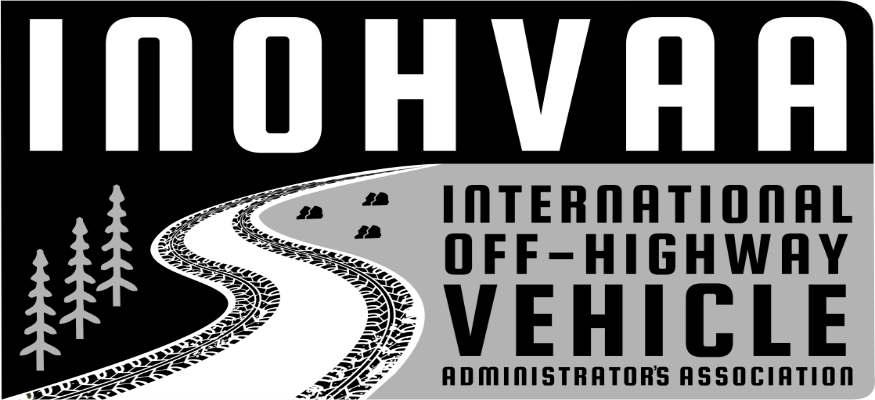 INOHVAA
INTERNATIONAL
OFF-HIGHWAY
VEHICLE
ADMINISTRATOR'S ASSOCIATION